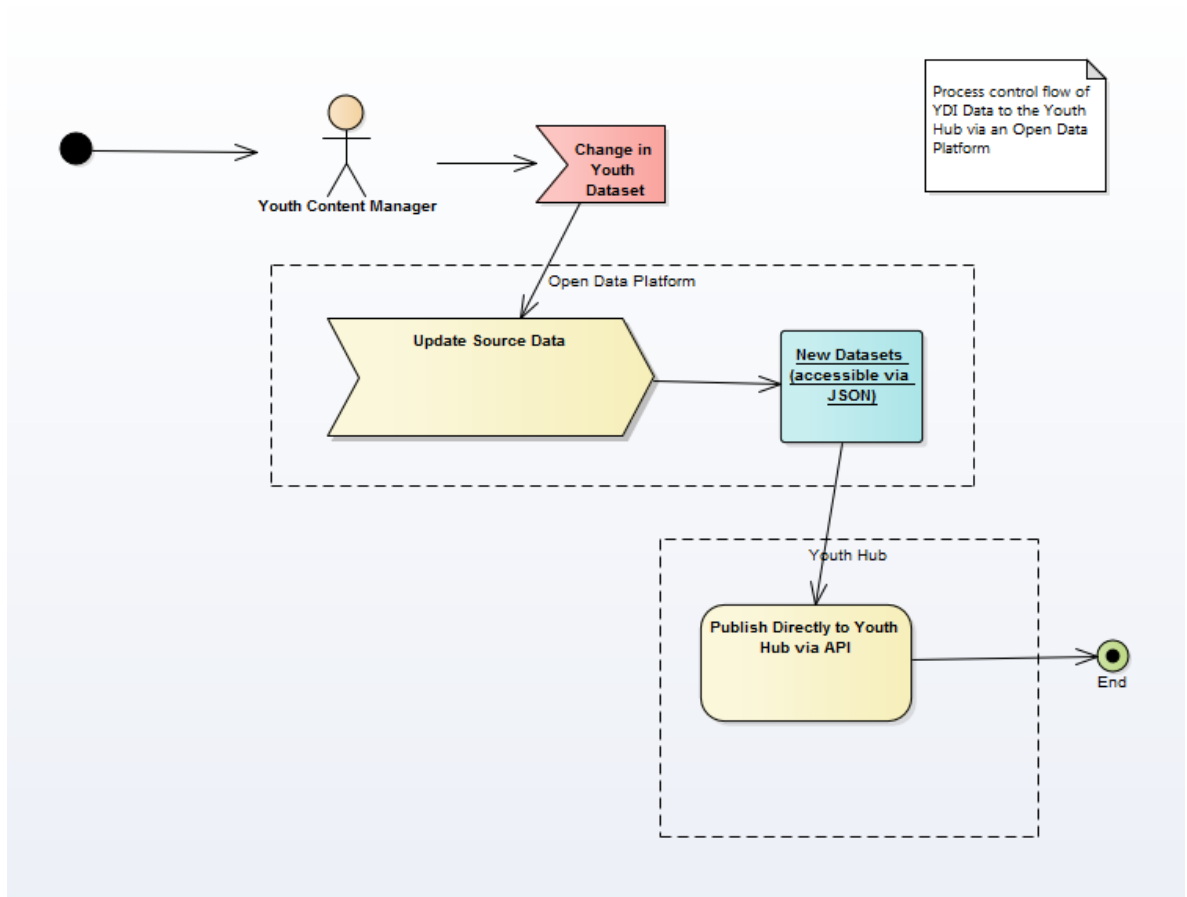 Process control flow of
YDI Data to the Youth
Hub via an Open Data
Platform
Change in
Youth
Dataset
Youth Content Manager
Open Data Platform
Update Source Data
New Datasets
(accessible via
JSON)
Youth Hub
Publish Directly to Youth
Hub via API
End